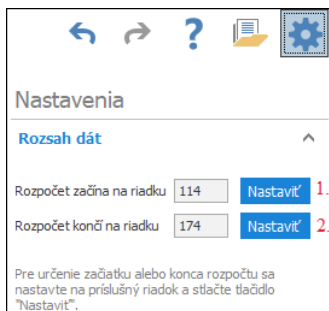 ?
Nastavenia
Rozsah dát
Rozpočet začína na riadku 114 Nastaviť 1.
Rozpočet končí na riadku 174 Nastaviť 2.
Pre určenie začiatku alebo konca rozpočtu sa
nastavte na príslušný riadok a stlačte tlačidlo
"Nastaviť".